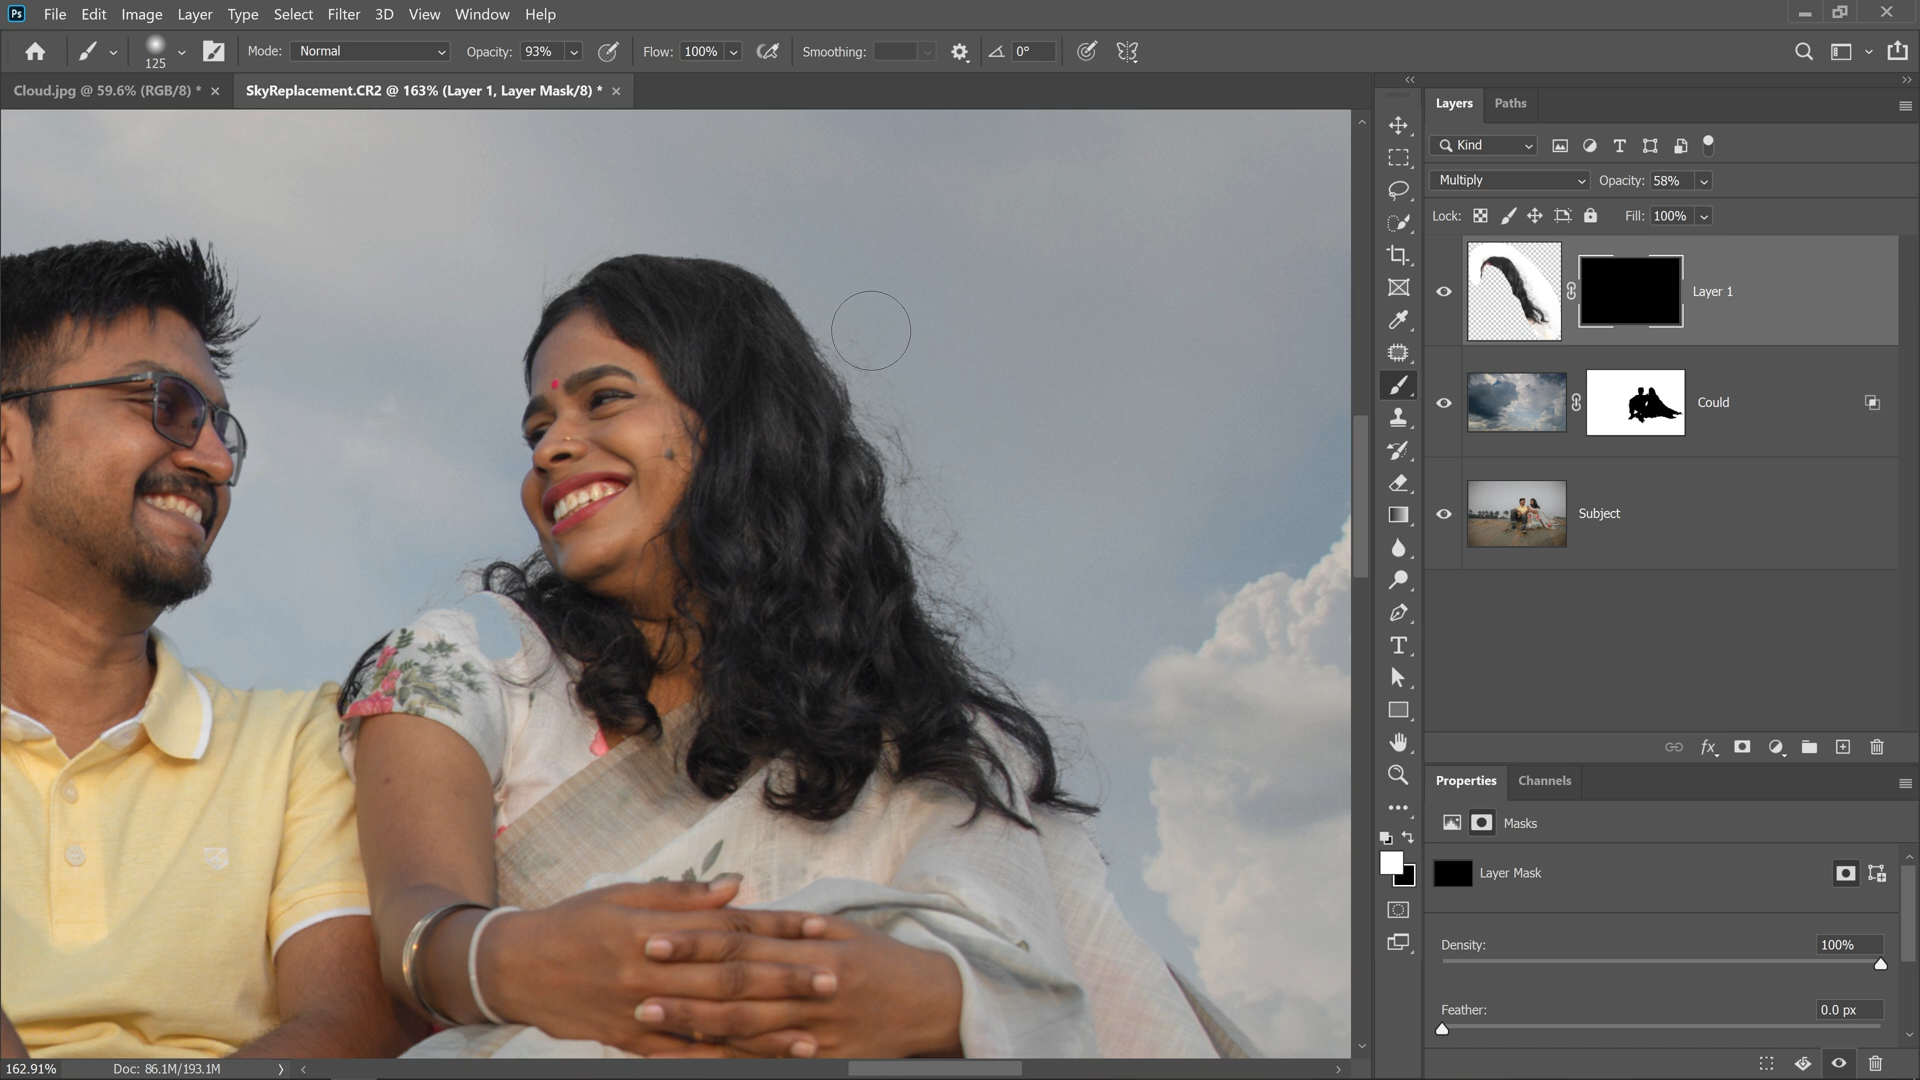 Ps File Edit Image Layer Type Select Filter 3D View Window Help
125 Mode: Normal Opacity: 93% Flow: 100% Smoothing: 0°
Cloud.jpg @ 59.6% (RGB/8) * × SkyReplacement.CR2 @ 163% (Layer 1, Layer Mask/8) * ×
Layers Paths
Kind
Multiply Opacity: 58%
Lock: Fill: 100%
Layer 1
Could
Subject
Properties Channels
Masks
Layer Mask
Density: 100%
Feather: 0.0 px
162.91% Doc: 86.1M/193.1M